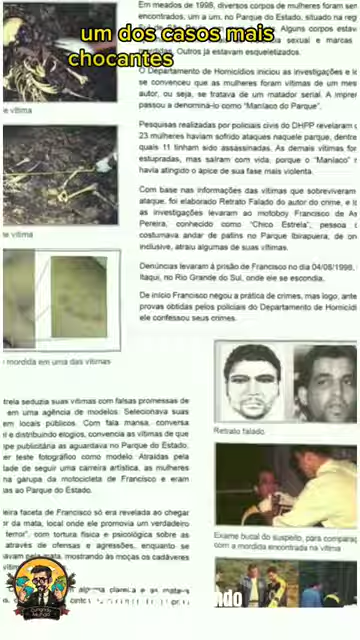 um dos casos mais
chocantes
Em meados de 1998, diversos corpos de mulheres foram
encontrados, um a um, no Parque do Estado, situado na
Alguns corpos
sexual e marcas
Outros já estavam esqueletizados.
O Departamento de Homicídios iniciou as investigações e
se convenceu que as mulheres foram vítimas de um
autor, ou seja, se tratava de um matador serial. A
passou a denominá-lo como "Maníaco do Parque".
e vítima
Pesquisas realizadas por policiais civis do DHPP revelaram
23 mulheres haviam sofrido ataques naquele parque,
quais 11 tinham sido assassinadas. As demais vítimas
estupradas, mas saíram com vida, porque o "Maníaco"
havia atingido o ápice de sua fase mais violenta.
Com base nas informações das vítimas que sobreviveram
ataque, foi elaborado Retrato Falado do autor do crime, e
as investigações levaram ao motoboy Francisco de
Pereira, conhecido como "Chico Estrela", pessoa
costumava andar de patins no Parque Ibirapuera, de
inclusive, atraiu algumas de suas vítimas.
e vítima
Denúncias levaram à prisão de Francisco no dia 04/08/1998,
Itaqui, no Rio Grande do Sul, onde ele se escondia.
De início Francisco negou a prática de crimes, mas logo,
provas obtidas pelos policiais do Departamento de
ele confessou seus crimes.
mordida em uma das vítimas
trela seduzia suas vítimas com falsas promessas de
em uma agência de modelos. Selecionava suas
em locais públicos. Com fala mansa, conversa
e distribuindo elogios, convencia as vítimas de que
pe publicitária as aguardava no Parque do Estado,
er teste fotográfico como modelo. Atraídas pela
dade de seguir uma carreira artística, as mulheres
na garupa da motocicleta de Francisco e eram
as ao Parque do Estado.
Retrato falado
eira faceta de Francisco só era revelada ao chegar
or da mata, local onde ele promovia um verdadeiro
terror", com tortura física e psicológica sobre as
através de ofensas e agressões, enquanto se
mata, mostrando às moças os cadáveres
Exame bucal do suspeito, para
com a mordida encontrada na vítima